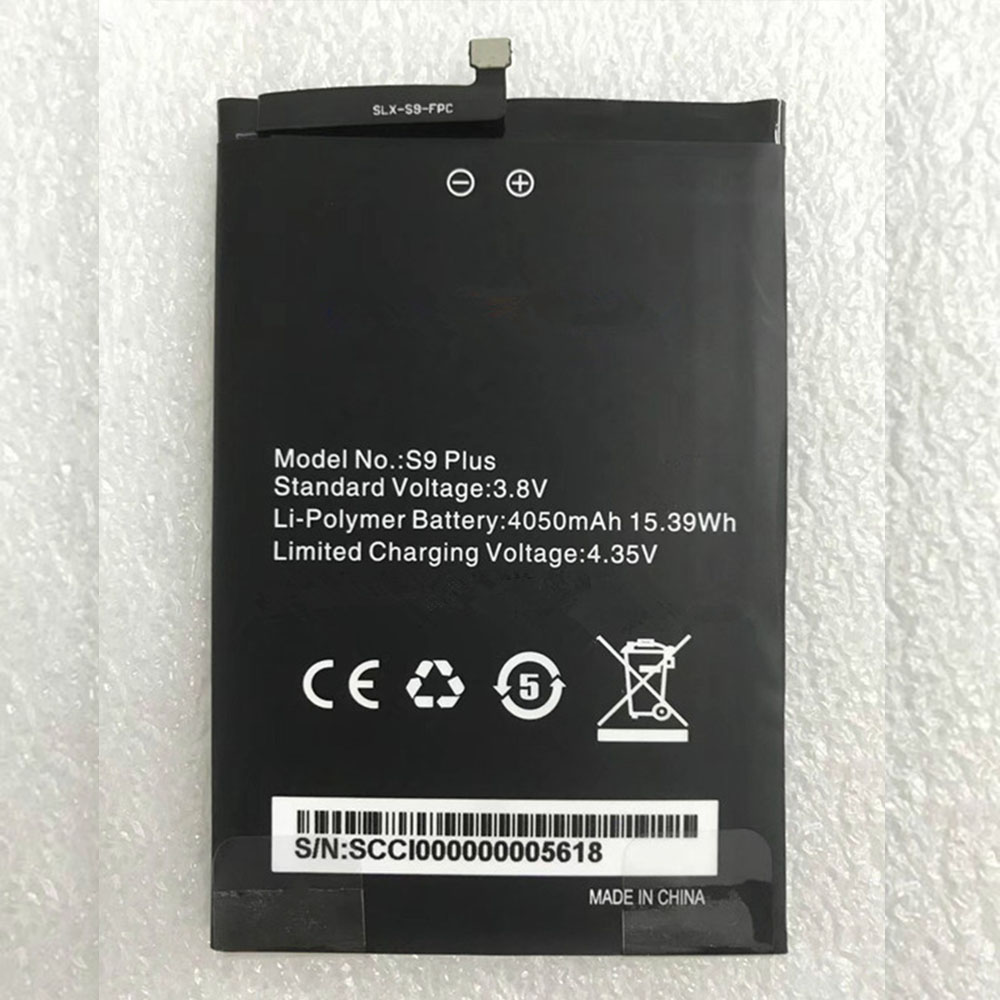 SLX-S9-FPC
Model No.:S9 Plus
Standard Voltage:3.8V
Li-Polymer Battery:4050mAh 15.39Wh
Limited Charging Voltage:4.35V
CE 5
S/N:SCCI000000005618
MADE IN CHINA